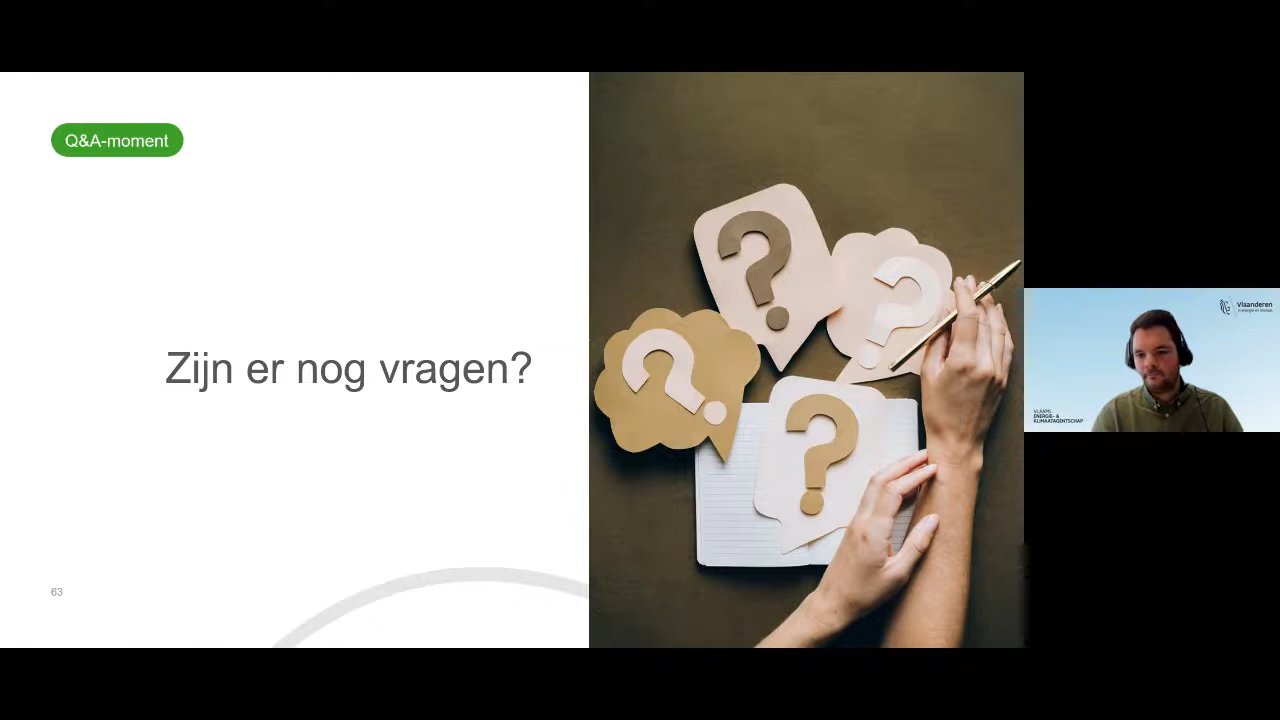 Q&A-moment
Zijn er nog vragen?
63
Vlaanderen
VLAAMS
ENERGIE- &
KLIMAATAGENTSCHAP